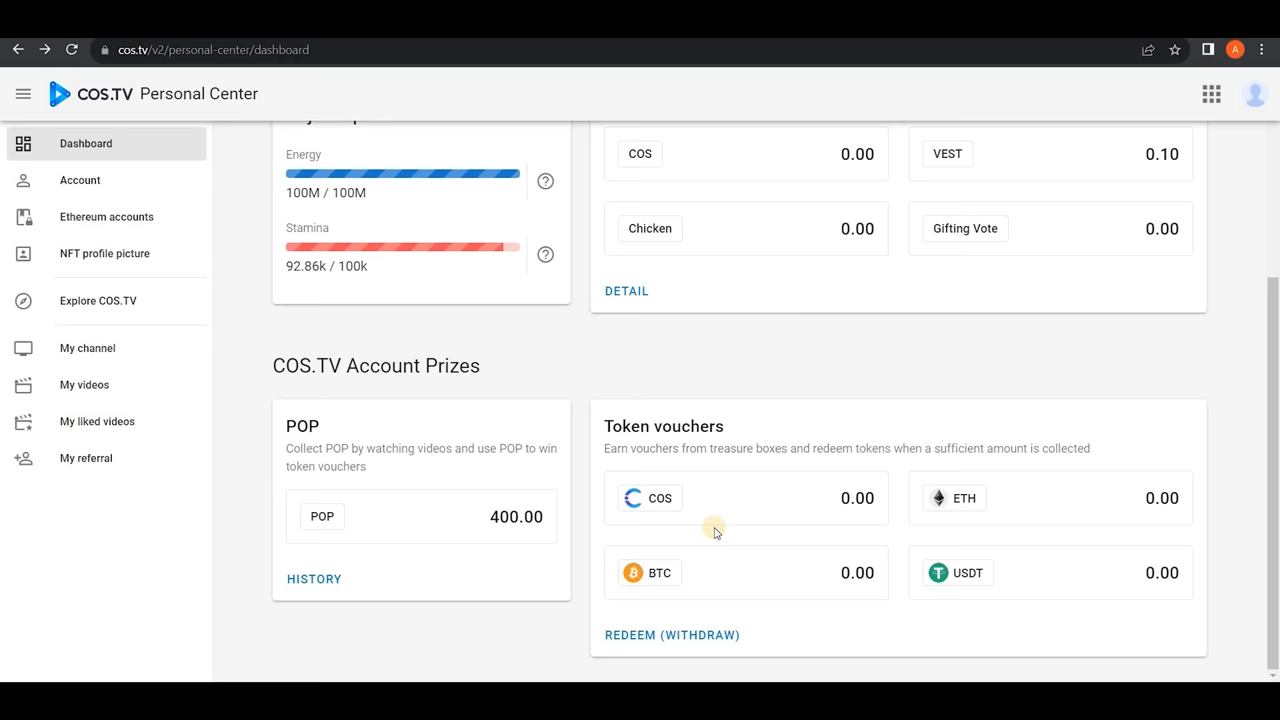 cos.tv/v2/personal-center/dashboard
A
COS.TV Personal Center
Dashboard
Account
Ethereum accounts
NFT profile picture
Explore COS.TV
My channel
My videos
My liked videos
My referral
Energy
100M / 100M
Stamina
92.86k / 100k
COS 0.00
VEST 0.10
Chicken 0.00
Gifting Vote 0.00
DETAIL
COS.TV Account Prizes
POP
Collect POP by watching videos and use POP to win
token vouchers
POP 400.00
HISTORY
Token vouchers
Earn vouchers from treasure boxes and redeem tokens when a sufficient amount is collected
COS 0.00
ETH 0.00
BTC 0.00
USDT 0.00
REDEEM (WITHDRAW)